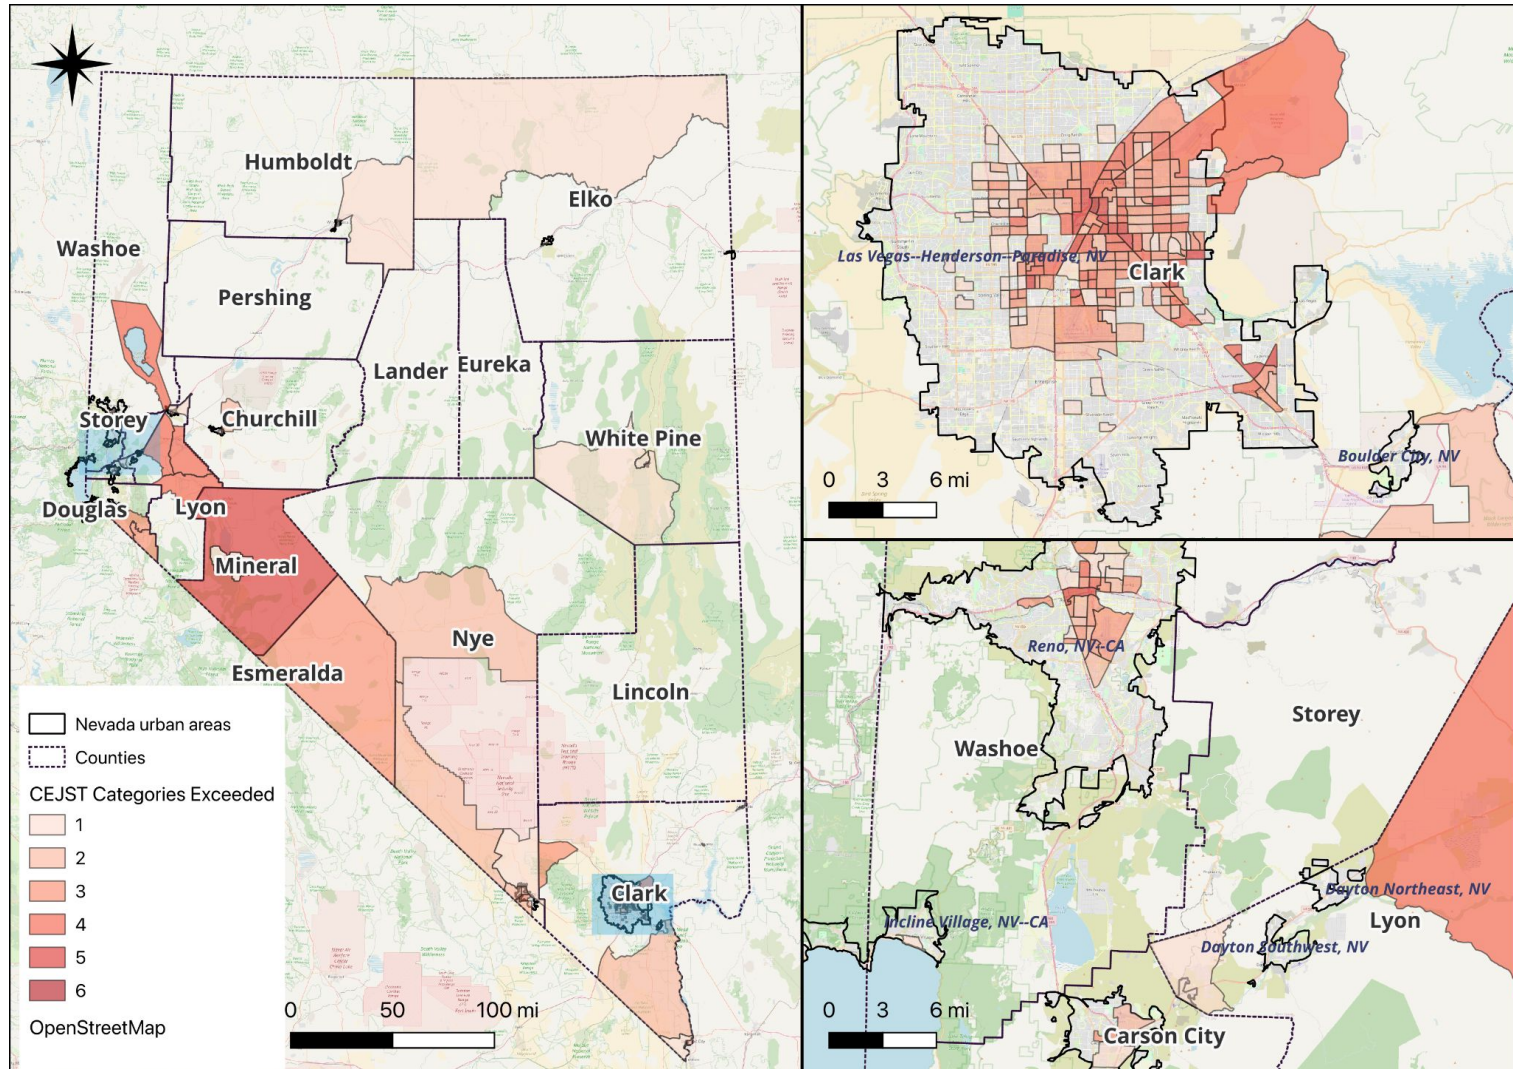 Humboldt
Elko
Washoe
Pershing
Lander
Eureka
Storey
Churchill
White Pine
Douglas
Lyon
Mineral
Nye
Esmeralda
Lincoln
Clark
Nevada urban areas
Counties
CEJST Categories Exceeded
1
2
3
4
5
6
OpenStreetMap
0 50 100 mi
Las Vegas--Henderson--Paradise, NV
Clark
Boulder City, NV
0 3 6 mi
Reno, NV--CA
Storey
Washoe
Dayton Northeast, NV
Lyon
Incline Village, NV--CA
Dayton Southwest, NV
0 3 6 mi
Carson City